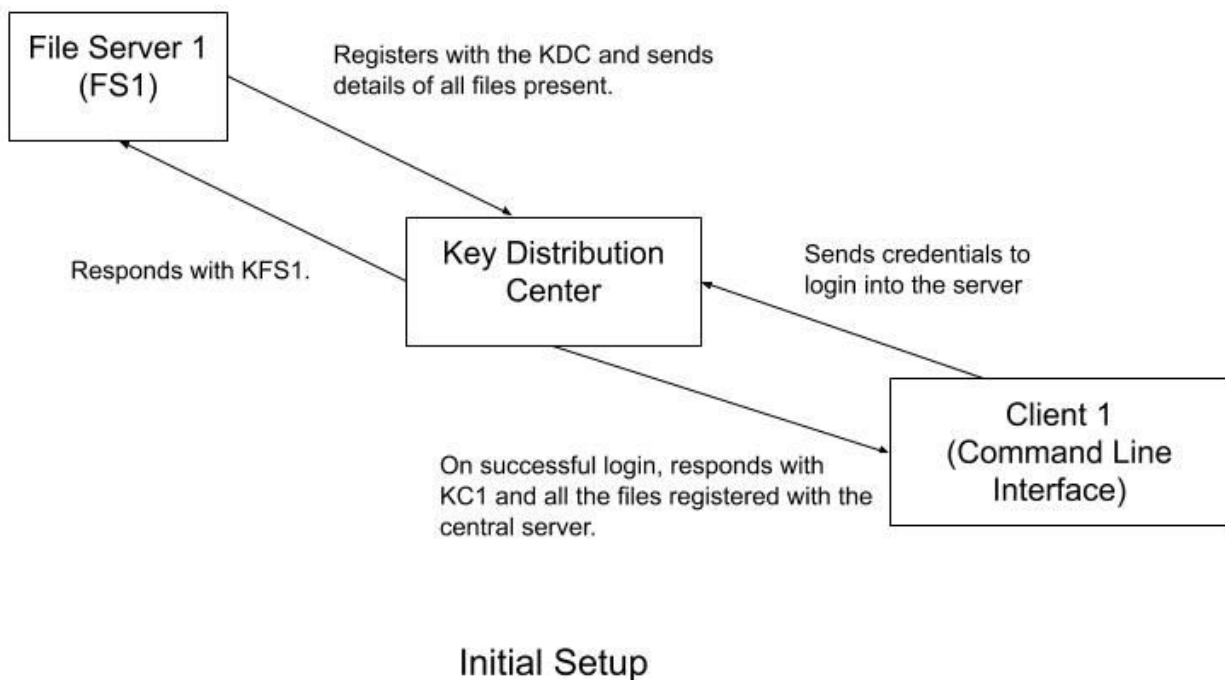 File Server 1
(FS1)
Registers with the KDC and sends
details of all files present.
Responds with KFS1.
Key Distribution
Center
Sends credentials to
login into the server
On successful login, responds with
KC1 and all the files registered with the
central server.
Client 1
(Command Line
Interface)
Initial Setup